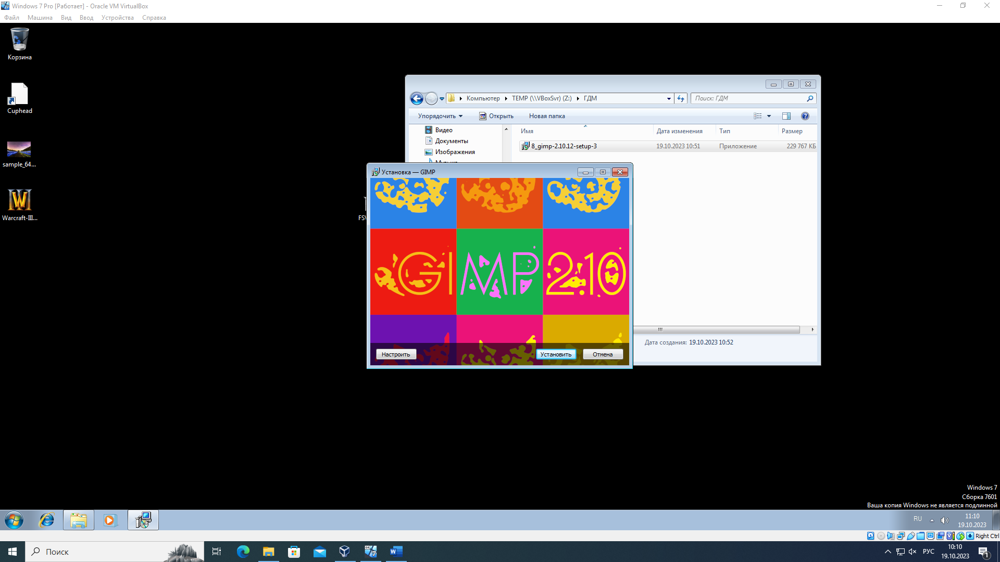 Windows 7 Pro [Работает] - Oracle VM VirtualBox
Файл Машина Вид Ввод Устройства Справка
Корзина
Cuphead
sample_64...
Warcraft-III...
Компьютер TEMP (\\VBoxSvr) (Z:) ГДМ
Поиск: ГДМ
Упорядочить Открыть Новая папка
Видео
Документы
Изображения
Имя Дата изменения Тип Размер
8_gimp-2.10.12-setup-3 19.10.2023 10:51 Приложение 229 767 КБ
Дата создания: 19.10.2023 10:52
Установка — GIMP
GIMP 2.10
Настроить Установить Отмена
Windows 7
Сборка 7601
Ваша копия Windows не является подлинной
RU
11:10
19.10.2023
Right Ctrl
Поиск
РУС
10:10
19.10.2023
1